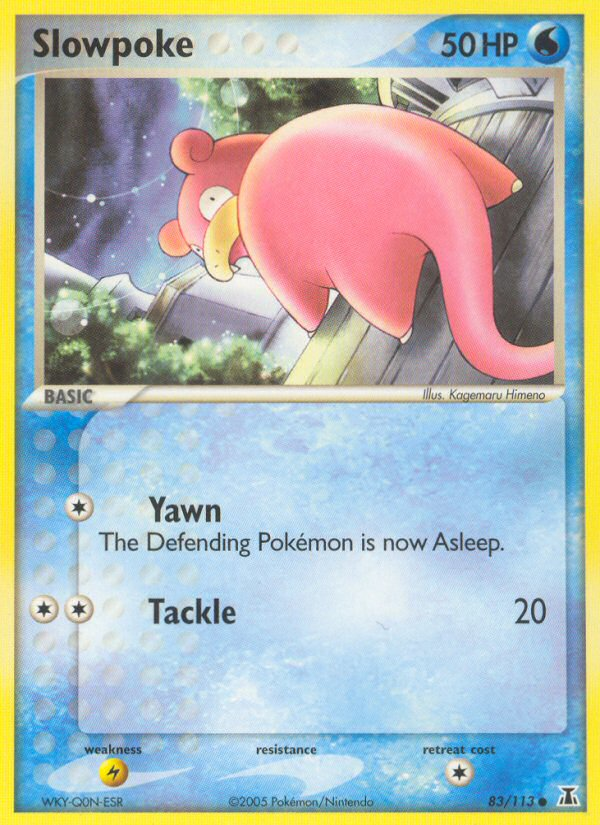 Slowpoke 50 HP
BASIC Illus. Kagemaru Himeno
Yawn
The Defending Pokémon is now Asleep.
Tackle 20
weakness resistance retreat cost
WKY-Q0N-ESR ©2005 Pokémon/Nintendo 83/113